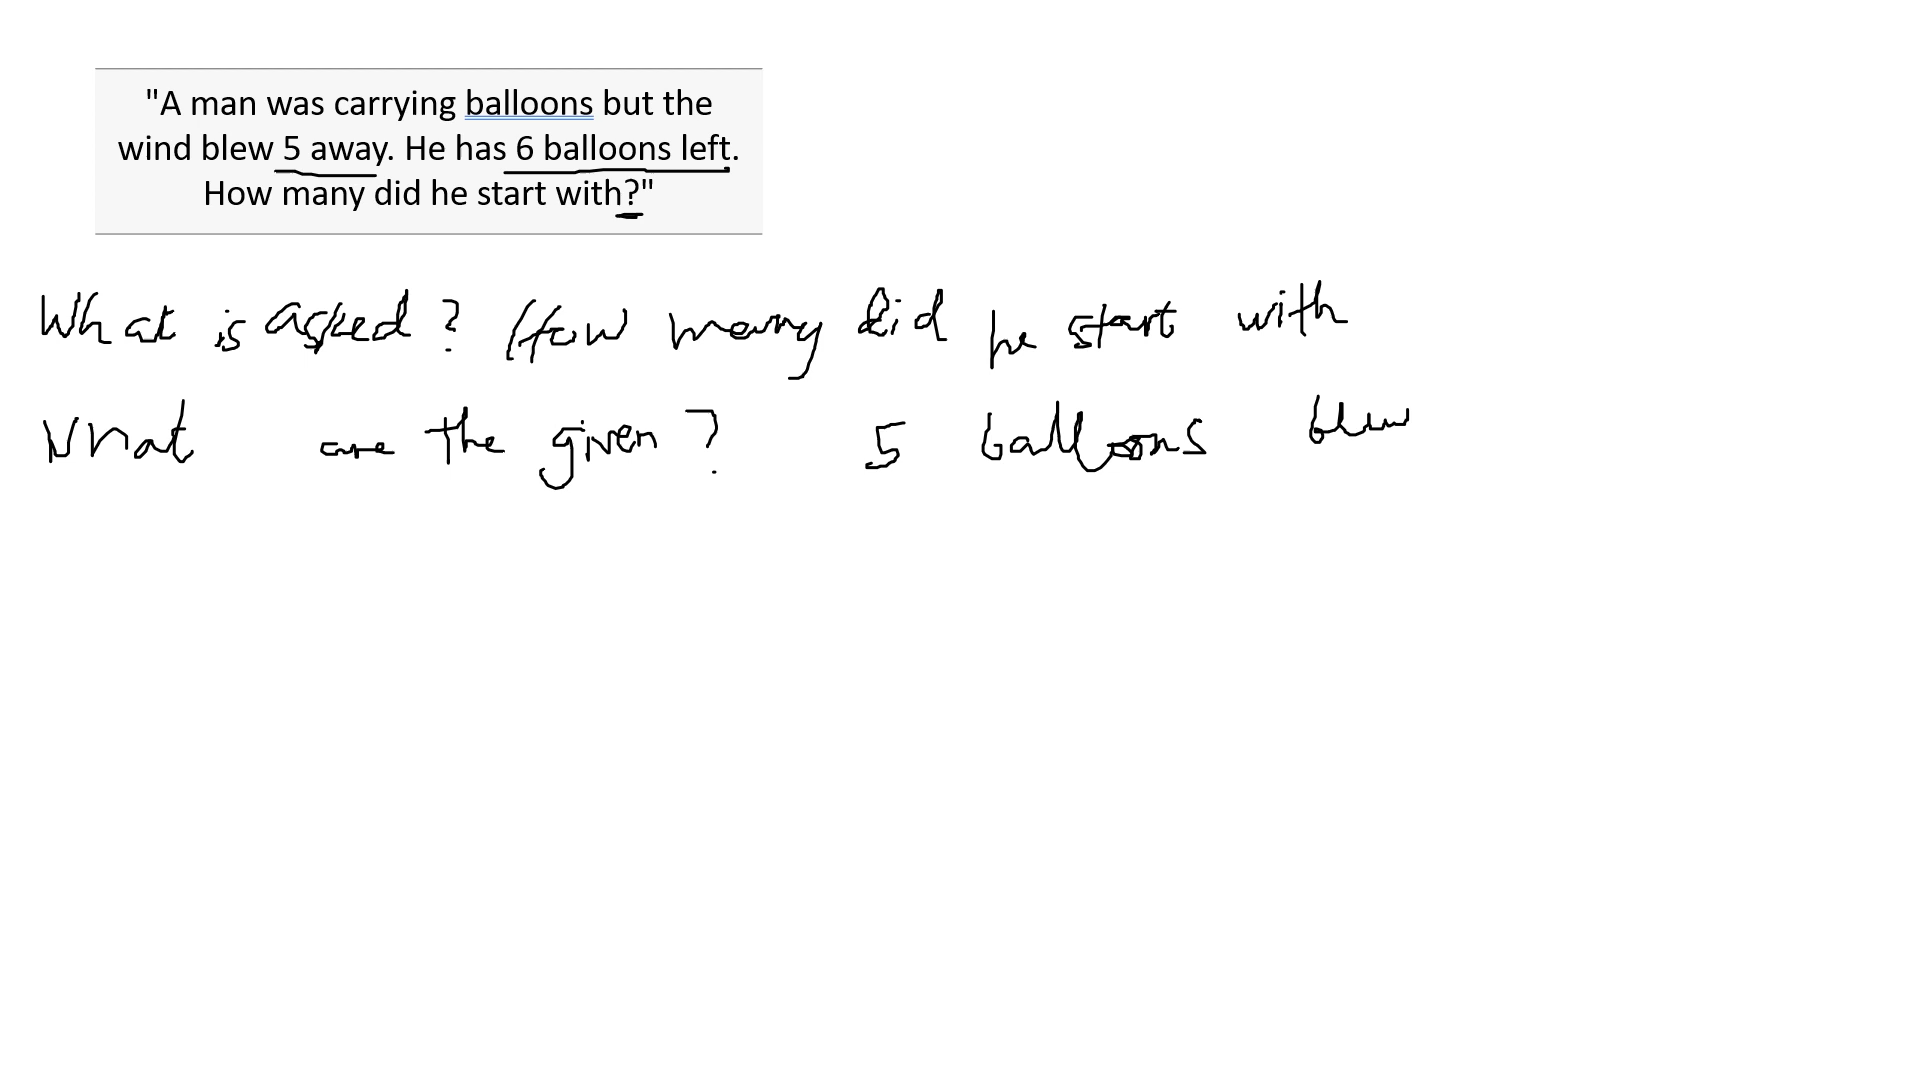 "A man was carrying balloons but the
wind blew 5 away. He has 6 balloons left.
How many did he start with?"
What is asked? How many did he start with
What are the given? 5 balloons blew